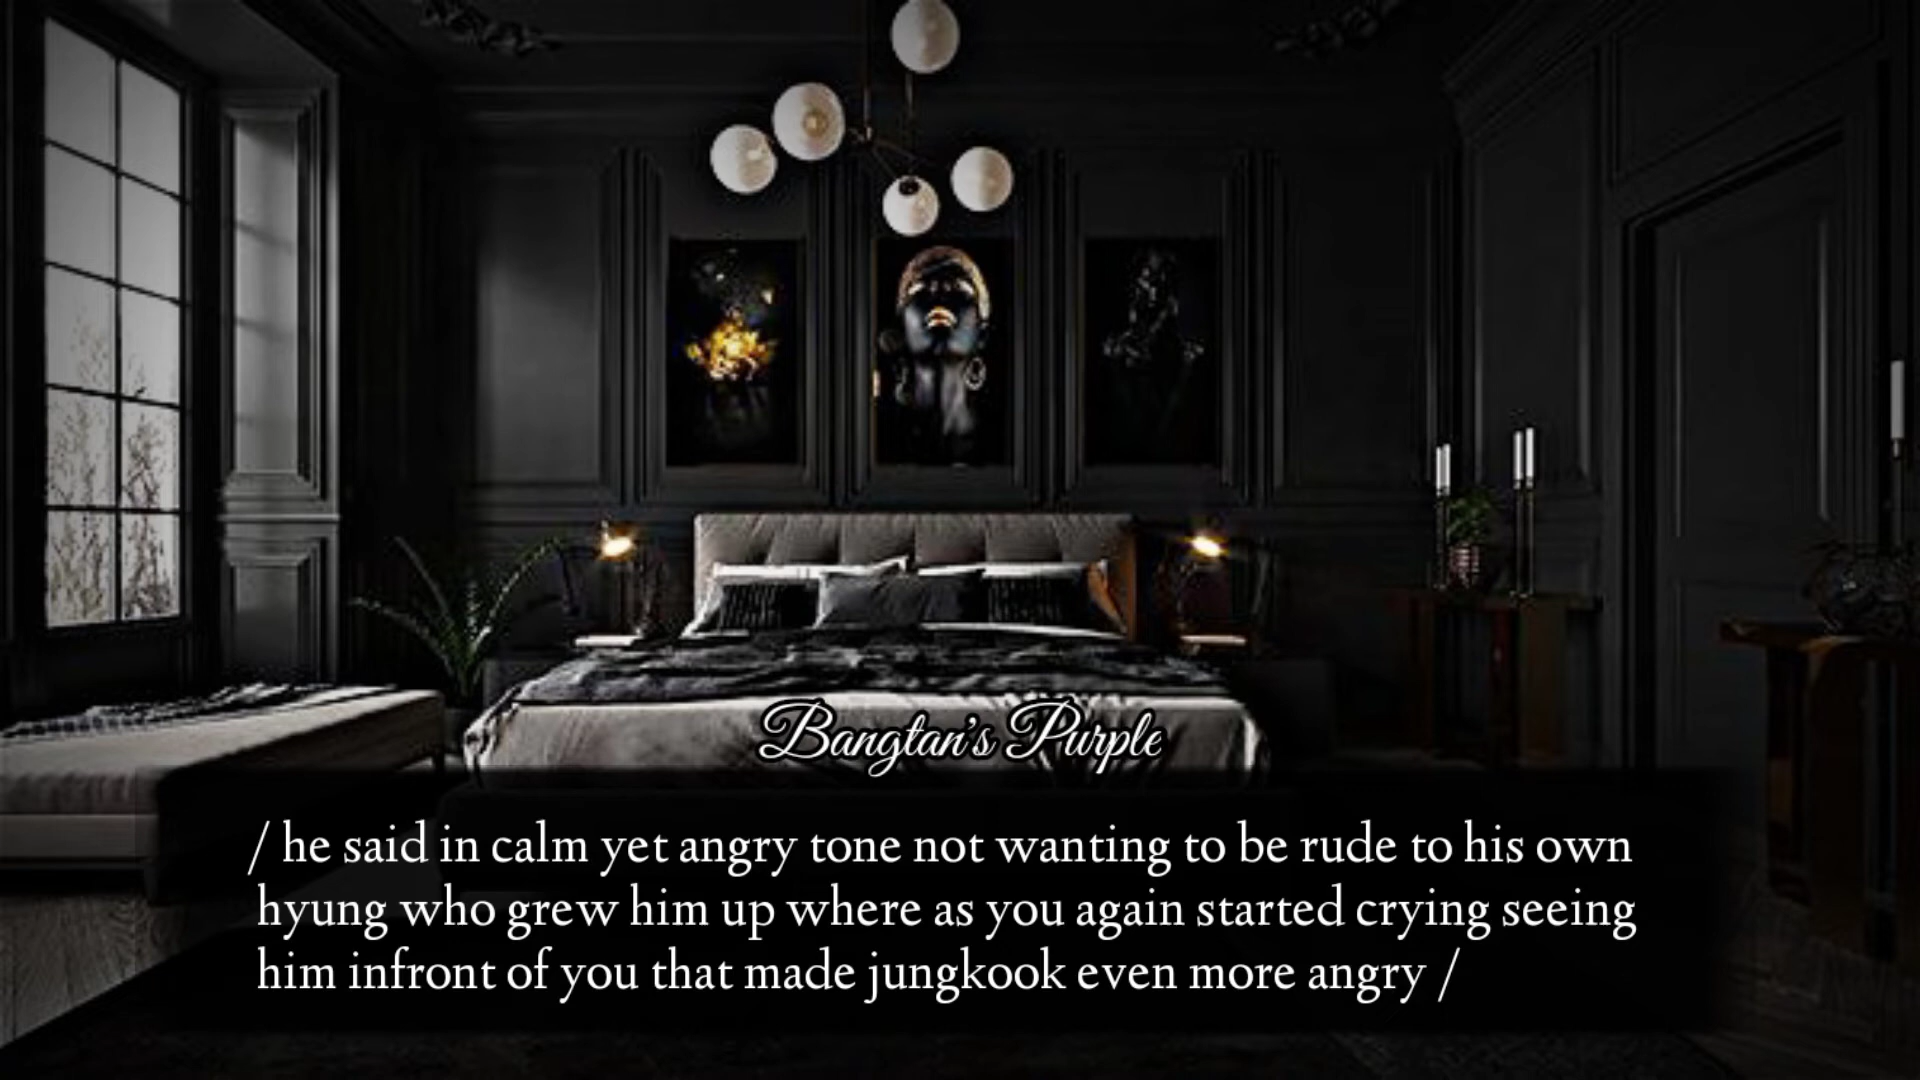 Bangtan's Purple
/ he said in calm yet angry tone not wanting to be rude to his own
hyung who grew him up where as you again started crying seeing
him infront of you that made jungkook even more angry /